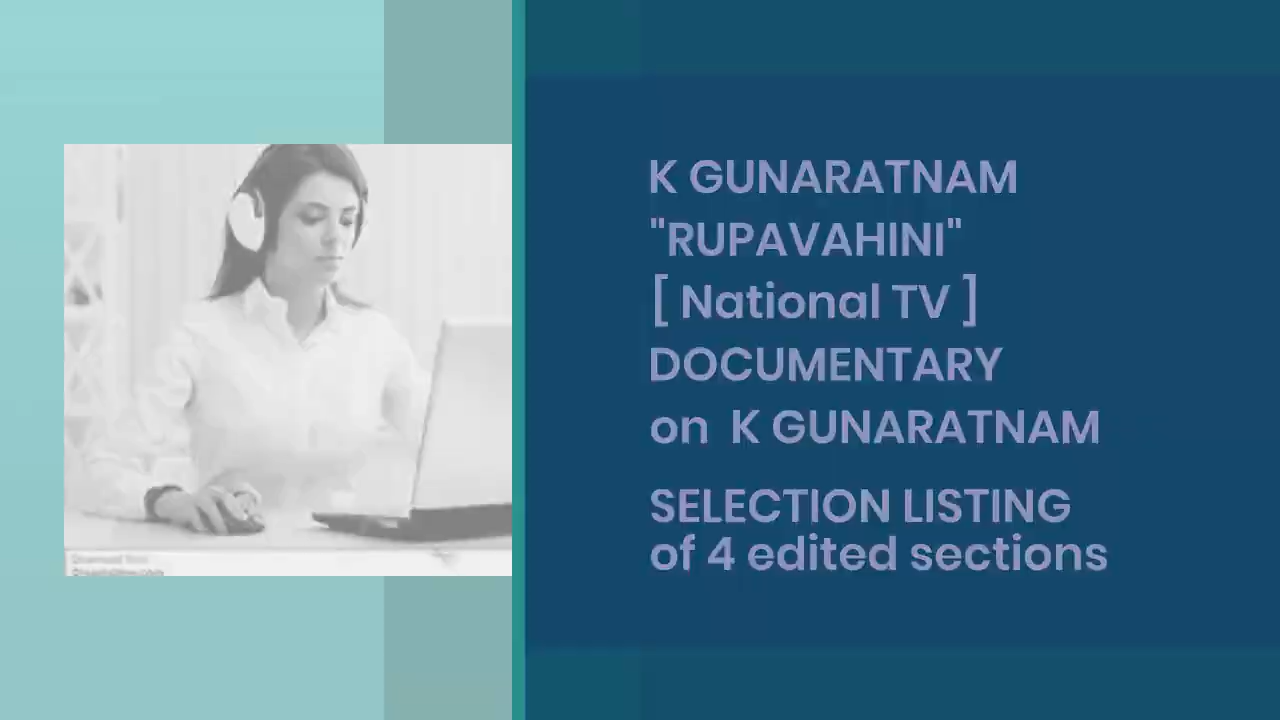 K GUNARATNAM
"RUPAVAHINI"
[ National TV ]
DOCUMENTARY
on K GUNARATNAM
SELECTION LISTING
of 4 edited sections